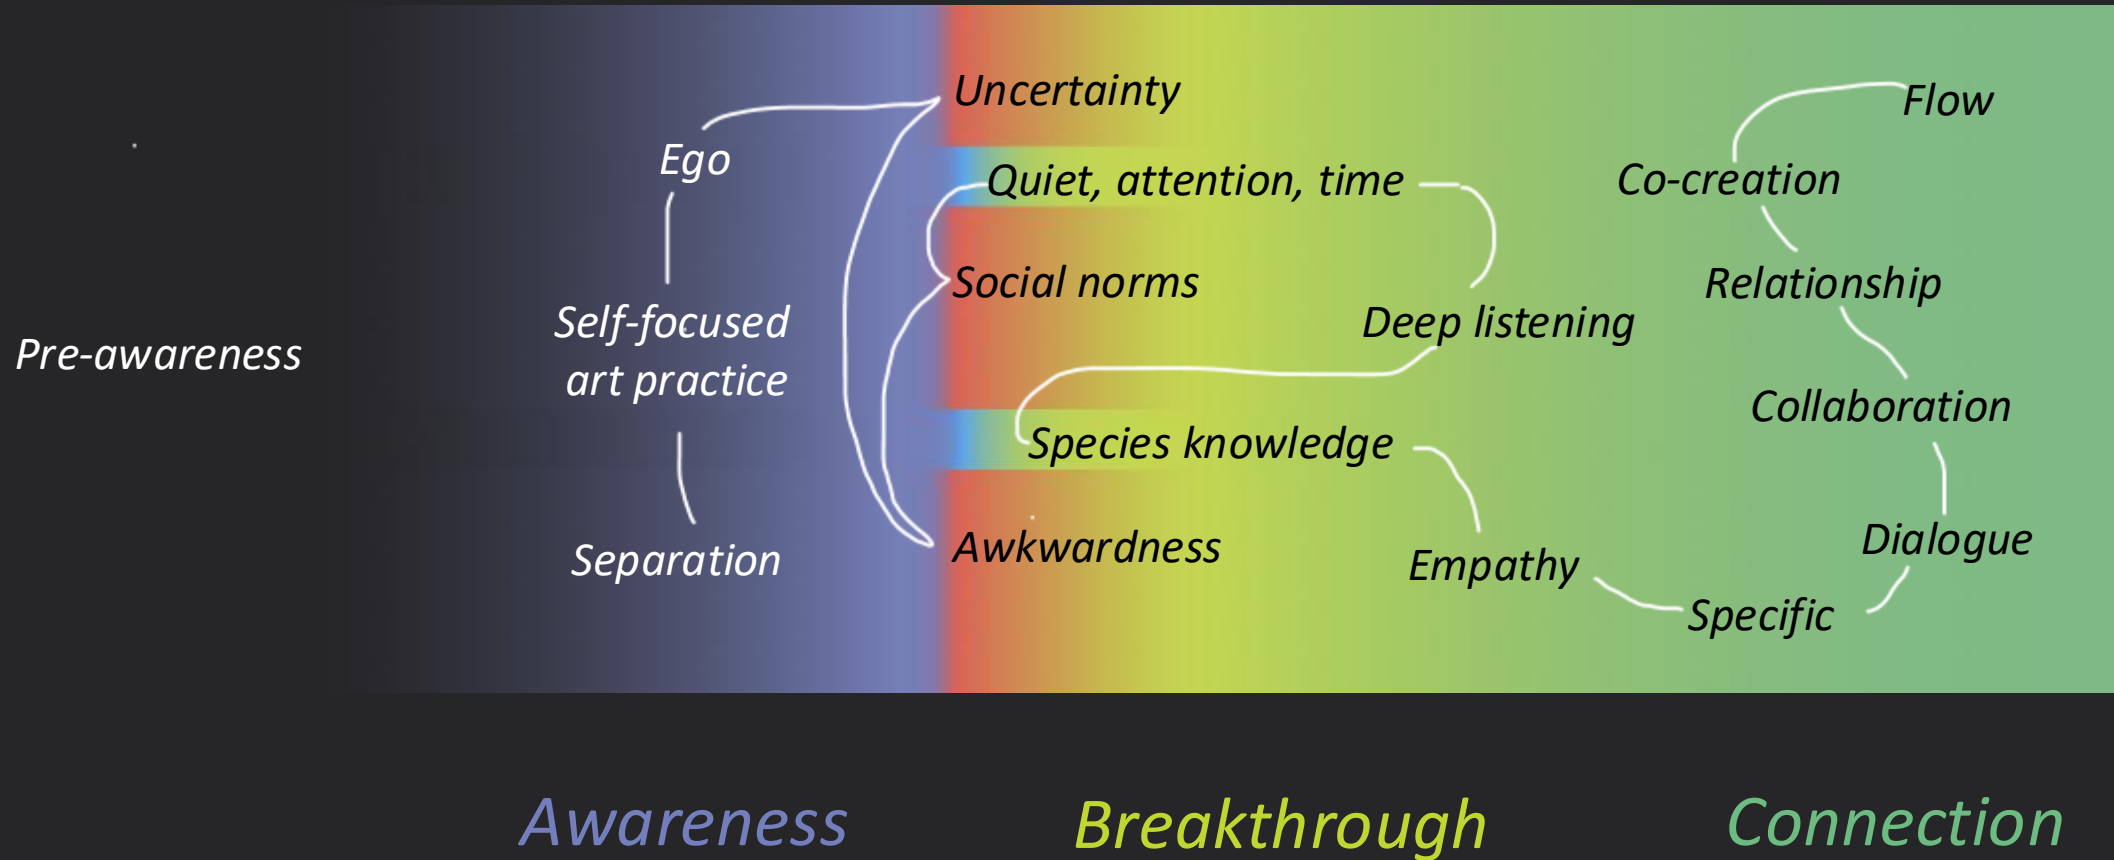 Pre-awareness
Ego
Self-focused
art practice
Separation
Uncertainty
Quiet, attention, time
Social norms
Deep listening
Species knowledge
Awkwardness
Empathy
Specific
Flow
Co-creation
Relationship
Collaboration
Dialogue
Awareness
Breakthrough
Connection